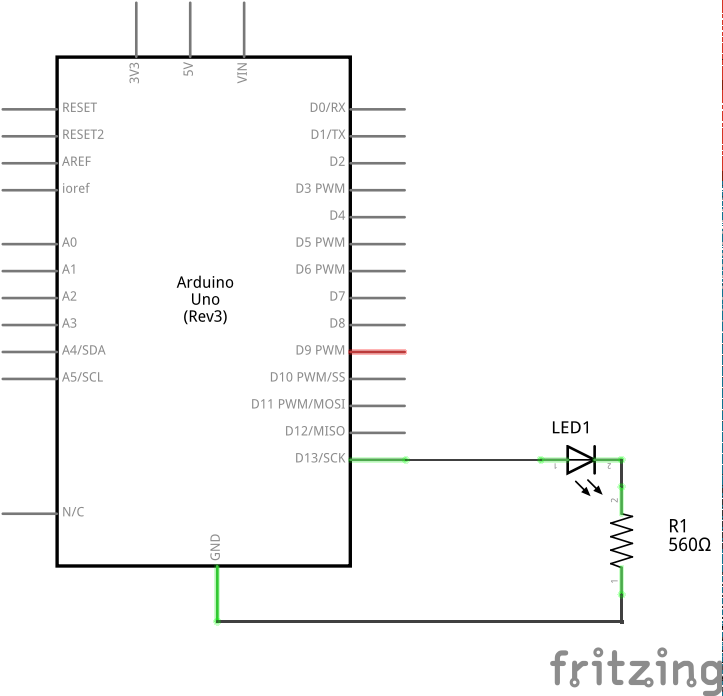 3V3
5V
VIN
RESET
RESET2
AREF
ioref
A0
A1
A2
A3
A4/SDA
A5/SCL
N/C
Arduino
Uno
(Rev3)
D0/RX
D1/TX
D2
D3 PWM
D4
D5 PWM
D6 PWM
D7
D8
D9 PWM
D10 PWM/SS
D11 PWM/MOSI
D12/MISO
D13/SCK
GND
LED1
1
2
2
1
R1
560Ω
fritzing